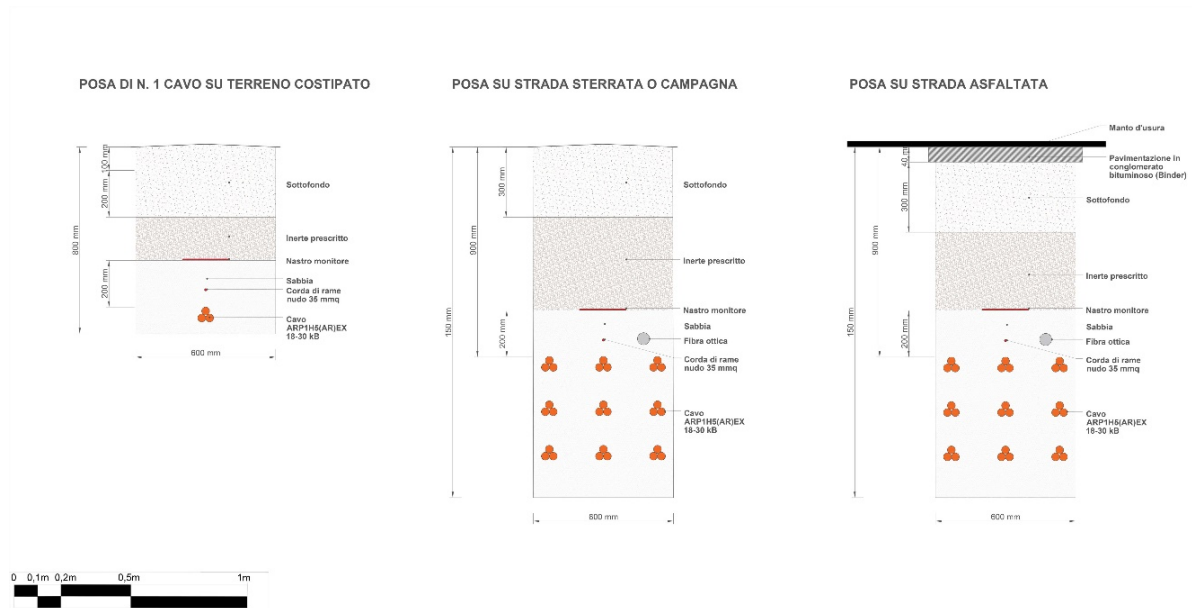 POSA DI N. 1 CAVO SU TERRENO COSTIPATO
100 mm
200 mm
800 mm
200 mm
600 mm
Sottofondo
Inerte prescritto
Nastro monitore
Sabbia
Corda di rame
nudo 35 mmq
Cavo
ARP1H5(AR)EX
18-30 kB
POSA SU STRADA STERRATA O CAMPAGNA
300 mm
900 mm
150 mm
200 mm
600 mm
Sottofondo
Inerte prescritto
Nastro monitore
Sabbia
Fibra ottica
Corda di rame
nudo 35 mmq
Cavo
ARP1H5(AR)EX
18-30 kB
POSA SU STRADA ASFALTATA
40 mm
300 mm
900 mm
150 mm
200 mm
600 mm
Manto d'usura
Pavimentazione in
conglomerato
bituminoso (Binder)
Sottofondo
Inerte prescritto
Nastro monitore
Sabbia
Fibra ottica
Corda di rame
nudo 35 mmq
Cavo
ARP1H5(AR)EX
18-30 kB
0 0,1m 0,2m 0,5m 1m